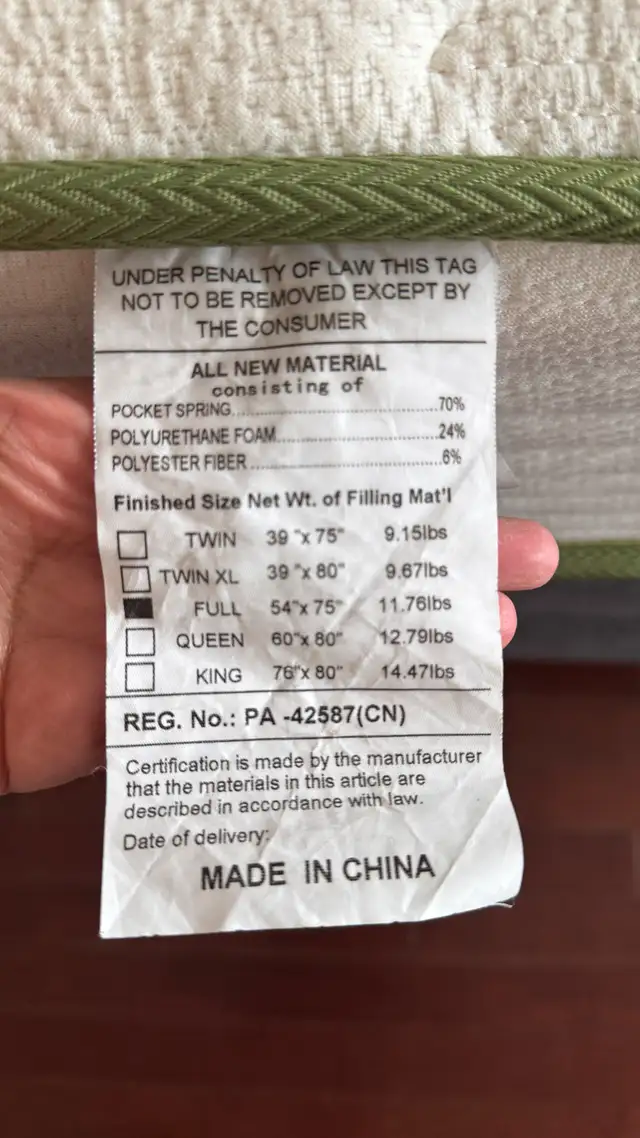 UNDER PENALTY OF LAW THIS TAG
NOT TO BE REMOVED EXCEPT BY
THE CONSUMER
ALL NEW MATERIAL
consisting of
POCKET SPRING..........................................70%
POLYURETHANE FOAM................................24%
POLYESTER FIBER......................................6%
Finished Size Net Wt. of Filling Mat'l
☐ TWIN 39 "x 75" 9.15lbs
☐ TWIN XL 39 "x 80" 9.67lbs
■ FULL 54"x 75" 11.76lbs
☐ QUEEN 60"x 80" 12.79lbs
☐ KING 76"x 80" 14.47lbs
REG. No.: PA -42587(CN)
Certification is made by the manufacturer
that the materials in this article are
described in accordance with law.
Date of delivery:
MADE IN CHINA